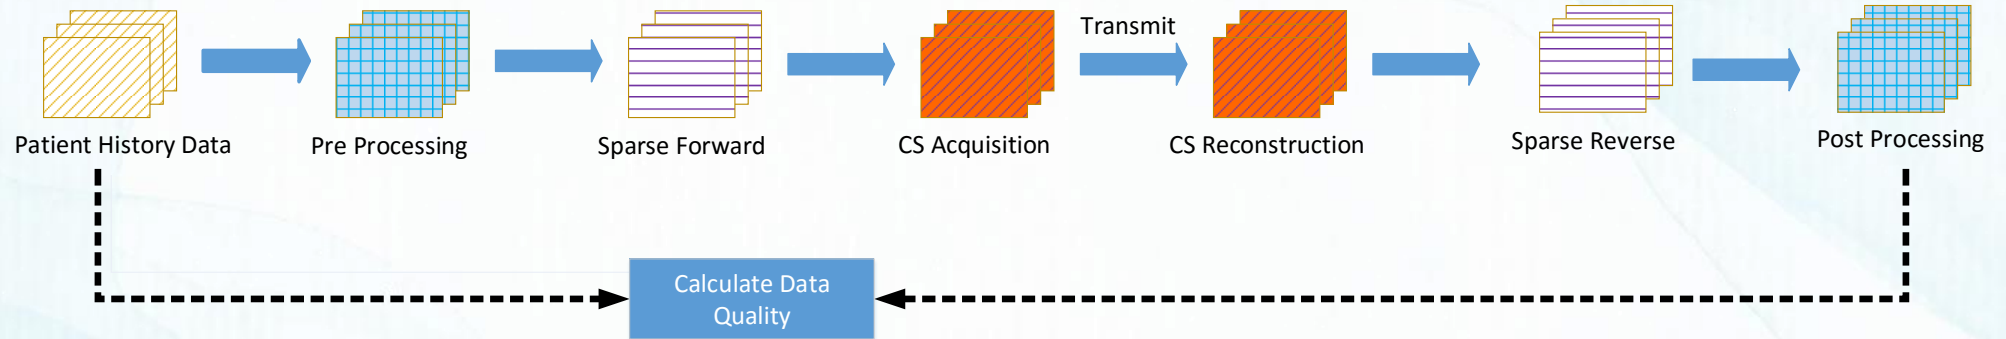 Transmit
Patient History Data
Pre Processing
Sparse Forward
CS Acquisition
CS Reconstruction
Sparse Reverse
Post Processing
Calculate Data
Quality